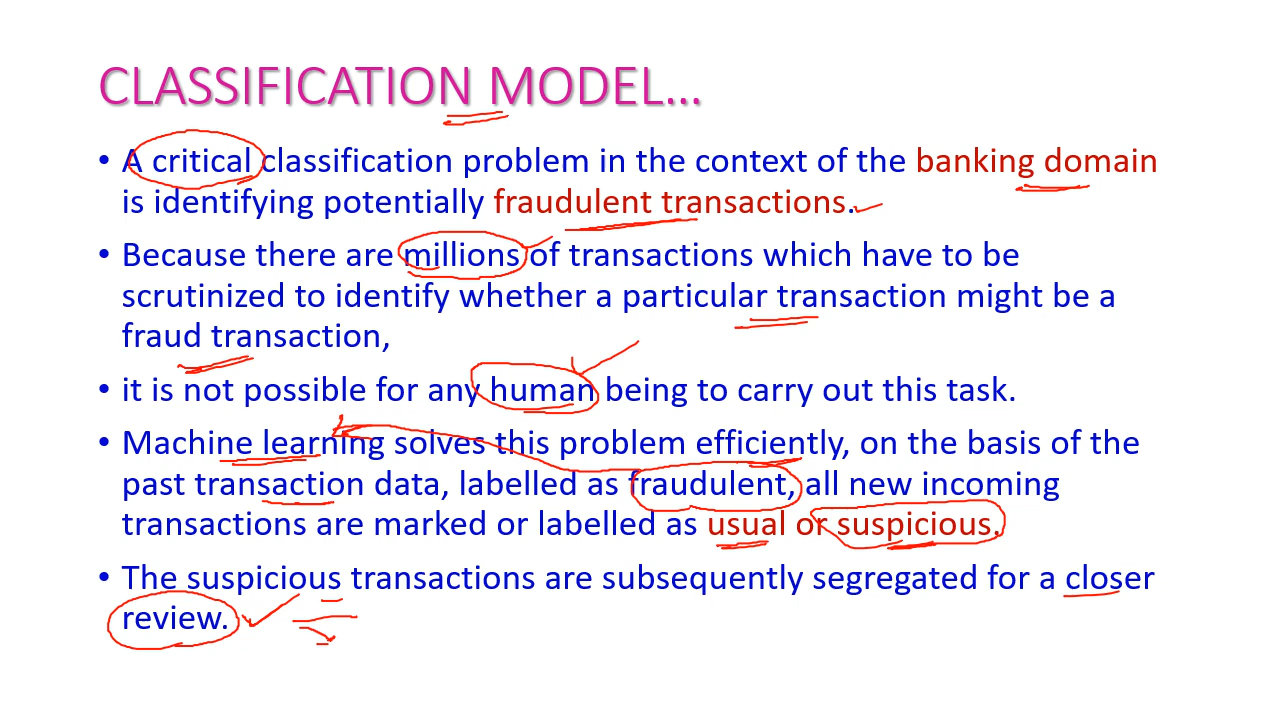 CLASSIFICATION MODEL...
• A critical classification problem in the context of the banking domain
is identifying potentially fraudulent transactions.
• Because there are millions of transactions which have to be
scrutinized to identify whether a particular transaction might be a
fraud transaction,
• it is not possible for any human being to carry out this task.
• Machine learning solves this problem efficiently, on the basis of the
past transaction data, labelled as fraudulent, all new incoming
transactions are marked or labelled as usual or suspicious.
• The suspicious transactions are subsequently segregated for a closer
review.